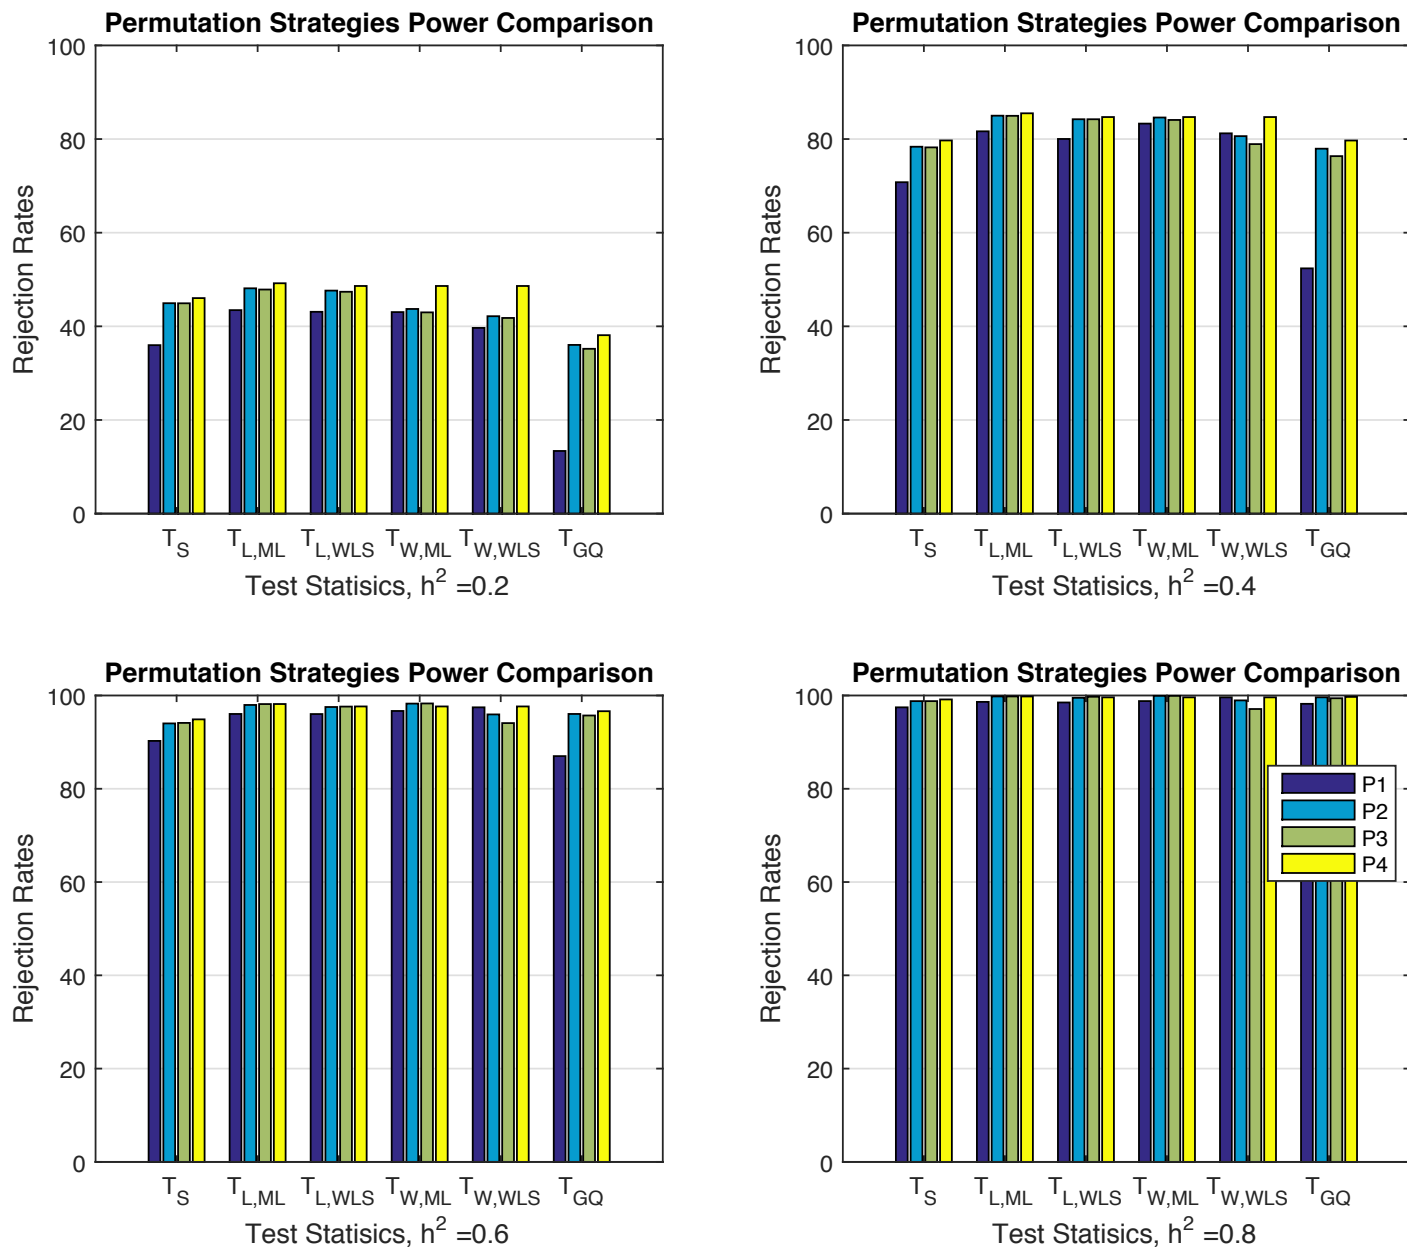 Permutation Strategies Power Comparison
100
80
60
40
20
0
Rejection Rates
T_S T_L,ML T_L,WLS T_W,ML T_W,WLS T_GQ
Test Statisics, h^2 =0.2
Permutation Strategies Power Comparison
100
80
60
40
20
0
Rejection Rates
T_S T_L,ML T_L,WLS T_W,ML T_W,WLS T_GQ
Test Statisics, h^2 =0.4
Permutation Strategies Power Comparison
100
80
60
40
20
0
Rejection Rates
T_S T_L,ML T_L,WLS T_W,ML T_W,WLS T_GQ
Test Statisics, h^2 =0.6
Permutation Strategies Power Comparison
100
80
60
40
20
0
Rejection Rates
T_S T_L,ML T_L,WLS T_W,ML T_W,WLS T_GQ
Test Statisics, h^2 =0.8
P1
P2
P3
P4